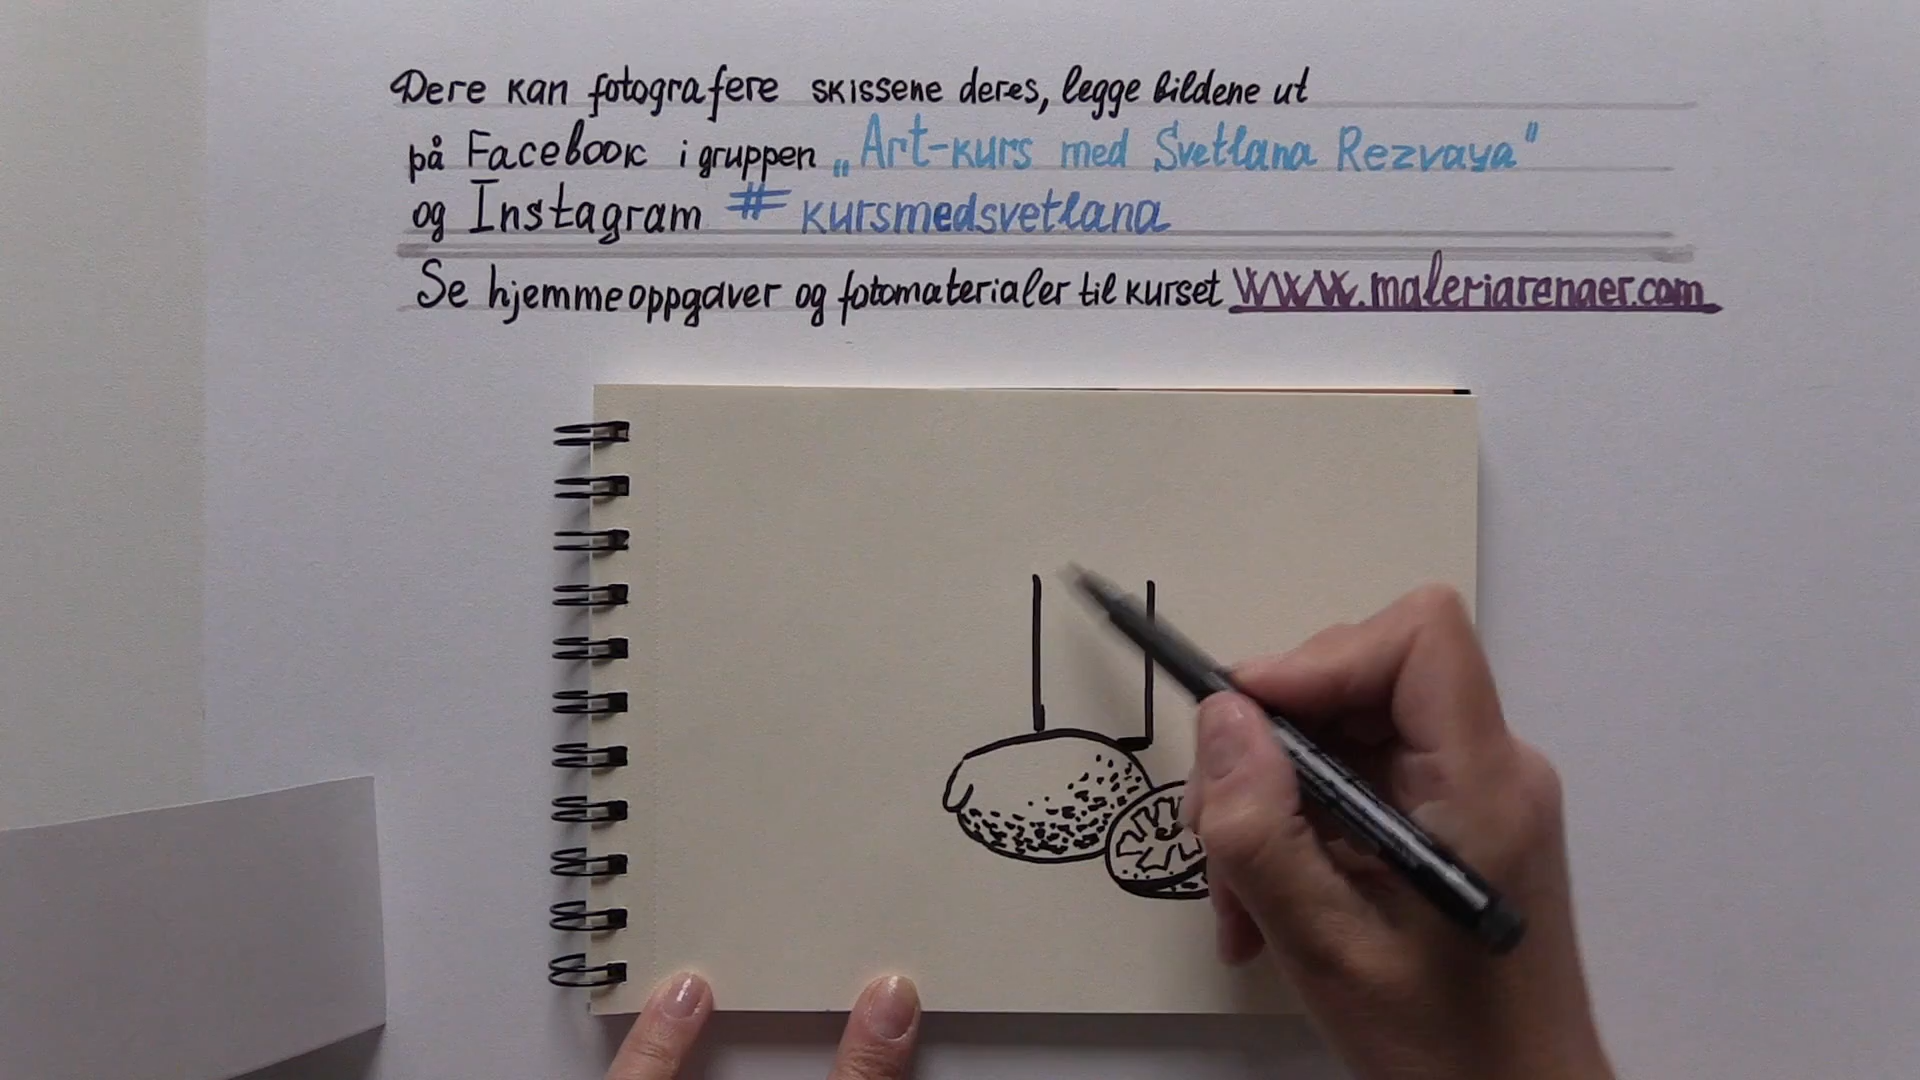 Dere kan fotografere skissene deres, legge bildene ut
på Facebook i gruppen „Art-kurs med Svetlana Rezvaya"
og Instagram #kursmedsvetlana
Se hjemmeoppgaver og fotomaterialer til kurset www.maleriarenaer.com